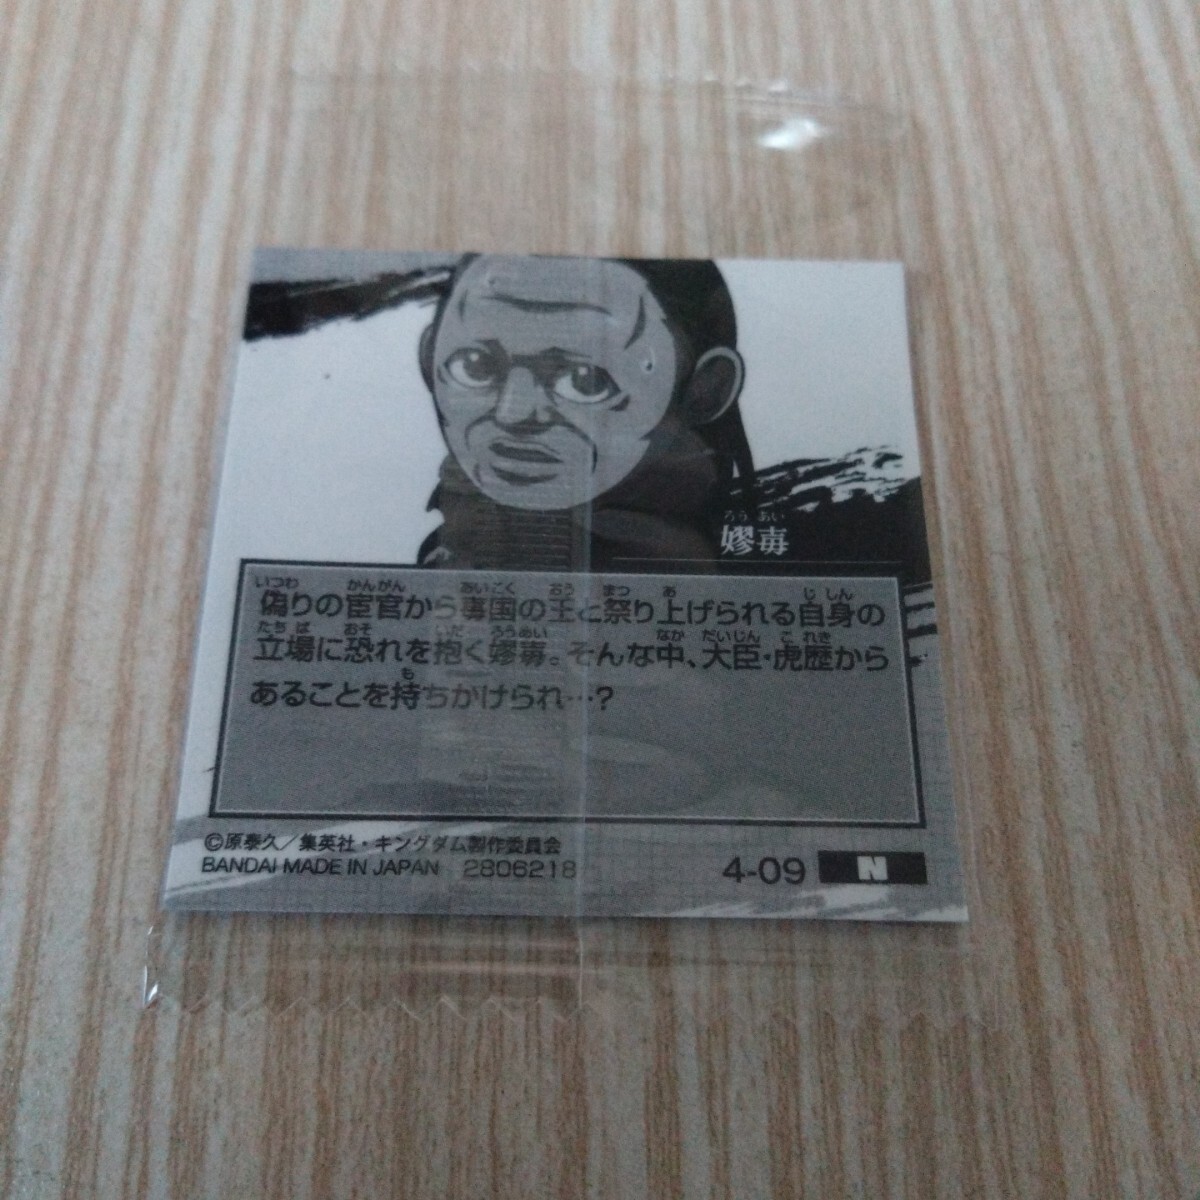 ろうあい
嫪毐
いつわ かんがん あいこく おう まつ あ じしん
偽りの宦官から毐国の王と祭り上げられる自身の
たちば おそ いだ ろうあい なか だいじん これき
立場に恐れを抱く嫪毐。そんな中、大臣・虎歴から
も
あることを持ちかけられ…?
©原泰久/集英社・キングダム製作委員会
BANDAI MADE IN JAPAN 2806218
4-09 N